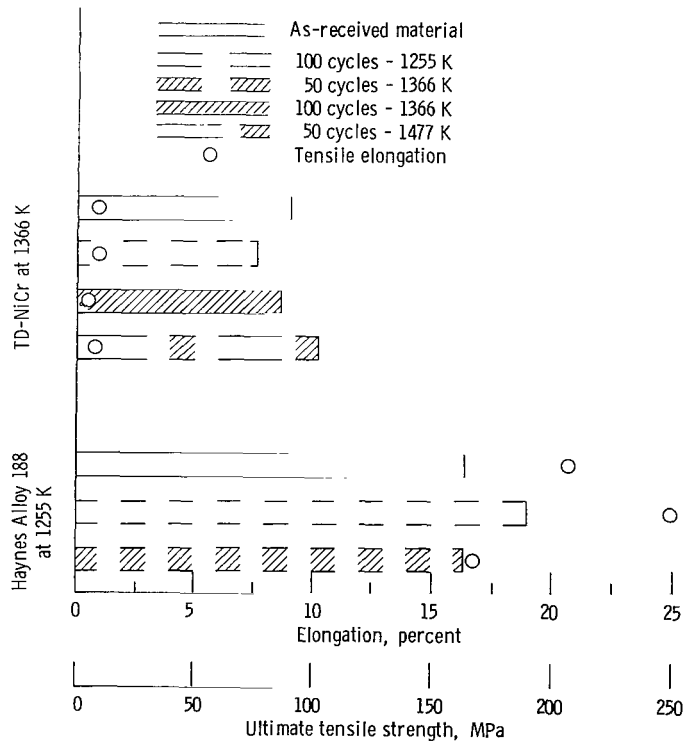 As-received material
100 cycles - 1255 K
50 cycles - 1366 K
100 cycles - 1366 K
50 cycles - 1477 K
Tensile elongation
TD-NiCr at 1366 K
Haynes Alloy 188
at 1255 K
0 5 10 15 20 25
Elongation, percent
0 50 100 150 200 250
Ultimate tensile strength, MPa